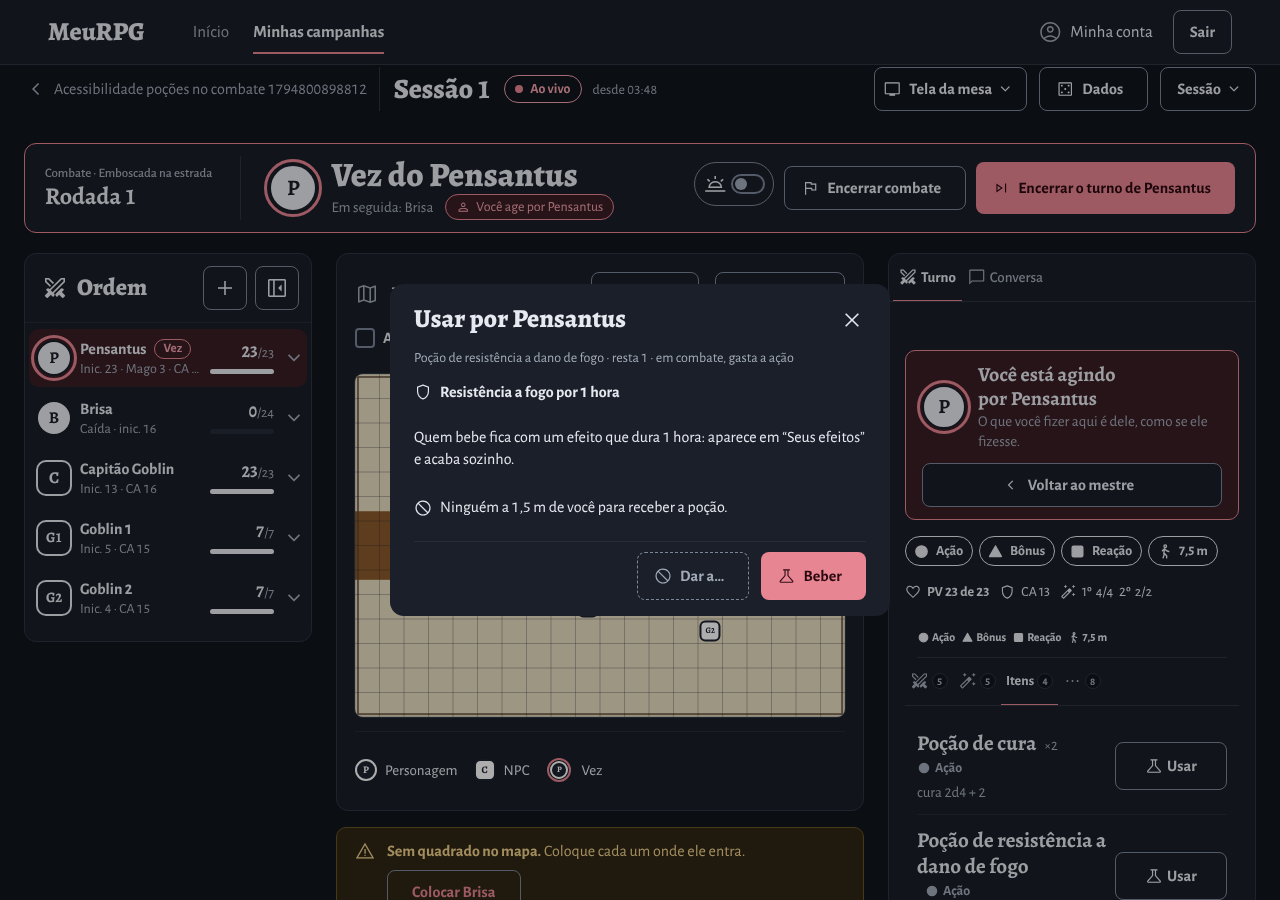 MeuRPG
Início
Minhas campanhas
Minha conta
Sair
Acessibilidade poções no combate 1794800898812
Sessão 1
Ao vivo
desde 03:48
Tela da mesa
Dados
Sessão
Combate · Emboscada na estrada
Rodada 1
P
Vez do Pensantus
Em seguida: Brisa
Você age por Pensantus
Encerrar combate
Encerrar o turno de Pensantus
Ordem
P
Pensantus
Vez
23/23
Inic. 23 · Mago 3 · CA ...
B
Brisa
0/24
Caída · inic. 16
C
Capitão Goblin
23/23
Inic. 13 · CA 16
G1
Goblin 1
7/7
Inic. 5 · CA 15
G2
Goblin 2
7/7
Inic. 4 · CA 15
Usar por Pensantus
Poção de resistência a dano de fogo · resta 1 · em combate, gasta a ação
Resistência a fogo por 1 hora
Quem bebe fica com um efeito que dura 1 hora: aparece em “Seus efeitos”
e acaba sozinho.
Ninguém a 1,5 m de você para receber a poção.
Dar a...
Beber
G2
P
Personagem
C
NPC
P
Vez
Sem quadrado no mapa. Coloque cada um onde ele entra.
Colocar Brisa
Turno
Conversa
P
Você está agindo
por Pensantus
O que você fizer aqui é dele, como se ele
fizesse.
Voltar ao mestre
Ação
Bônus
Reação
7,5 m
PV 23 de 23
CA 13
1º 4/4 2º 2/2
Ação
Bônus
Reação
7,5 m
5
5
Itens 4
··· 8
Poção de cura ×2
Ação
cura 2d4 + 2
Usar
Poção de resistência a
dano de fogo
Ação
Usar